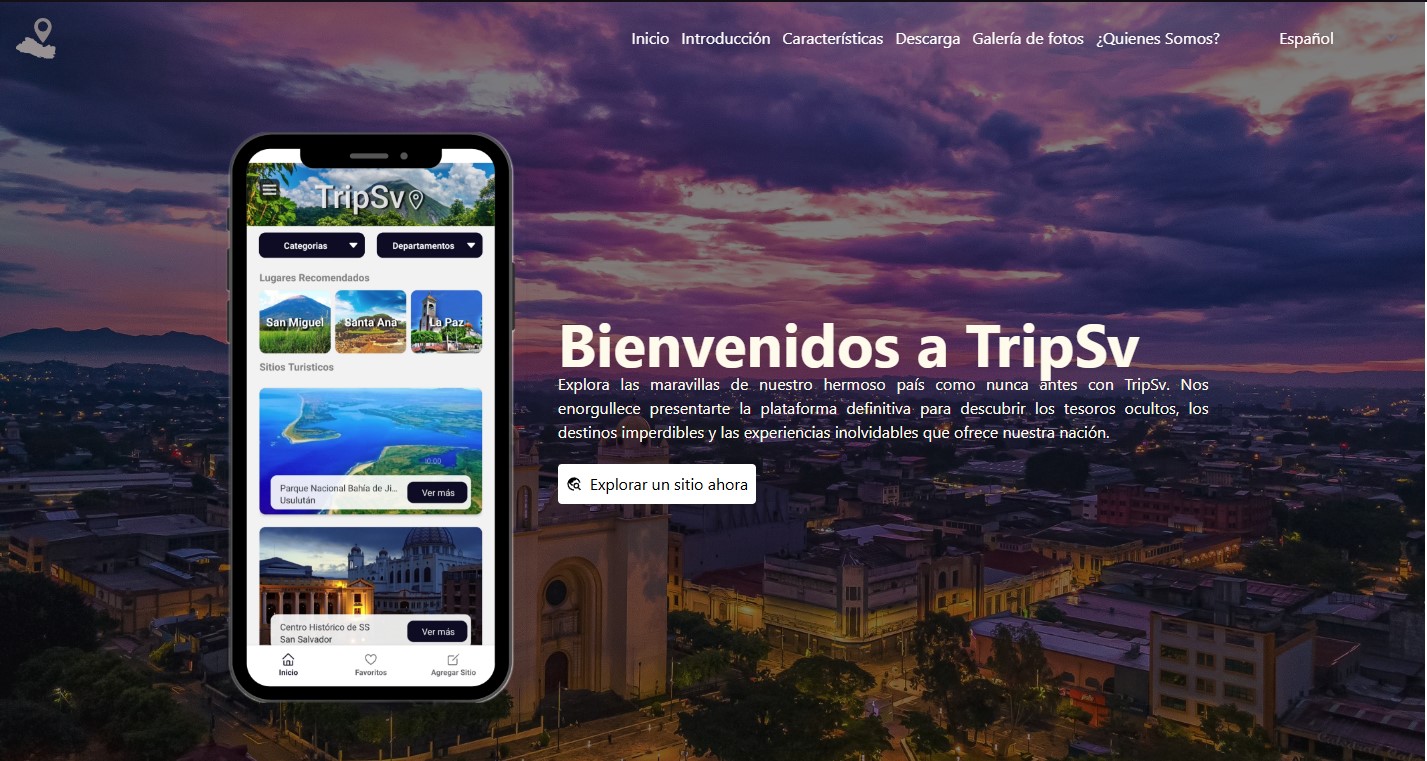 Inicio Introducción Características Descarga Galería de fotos ¿Quienes Somos? Español
TripSv
Categorias Departamentos
Lugares Recomendados
San Miguel Santa Ana La Paz
Sitios Turisticos
10:00
Parque Nacional Bahía de Ji...
Usulután
Ver más
Centro Histórico de SS
San Salvador
Ver más
Inicio Favoritos Agregar Sitio
Bienvenidos a TripSv
Explora las maravillas de nuestro hermoso país como nunca antes con TripSv. Nos
enorgullece presentarte la plataforma definitiva para descubrir los tesoros ocultos, los
destinos imperdibles y las experiencias inolvidables que ofrece nuestra nación.
Explorar un sitio ahora